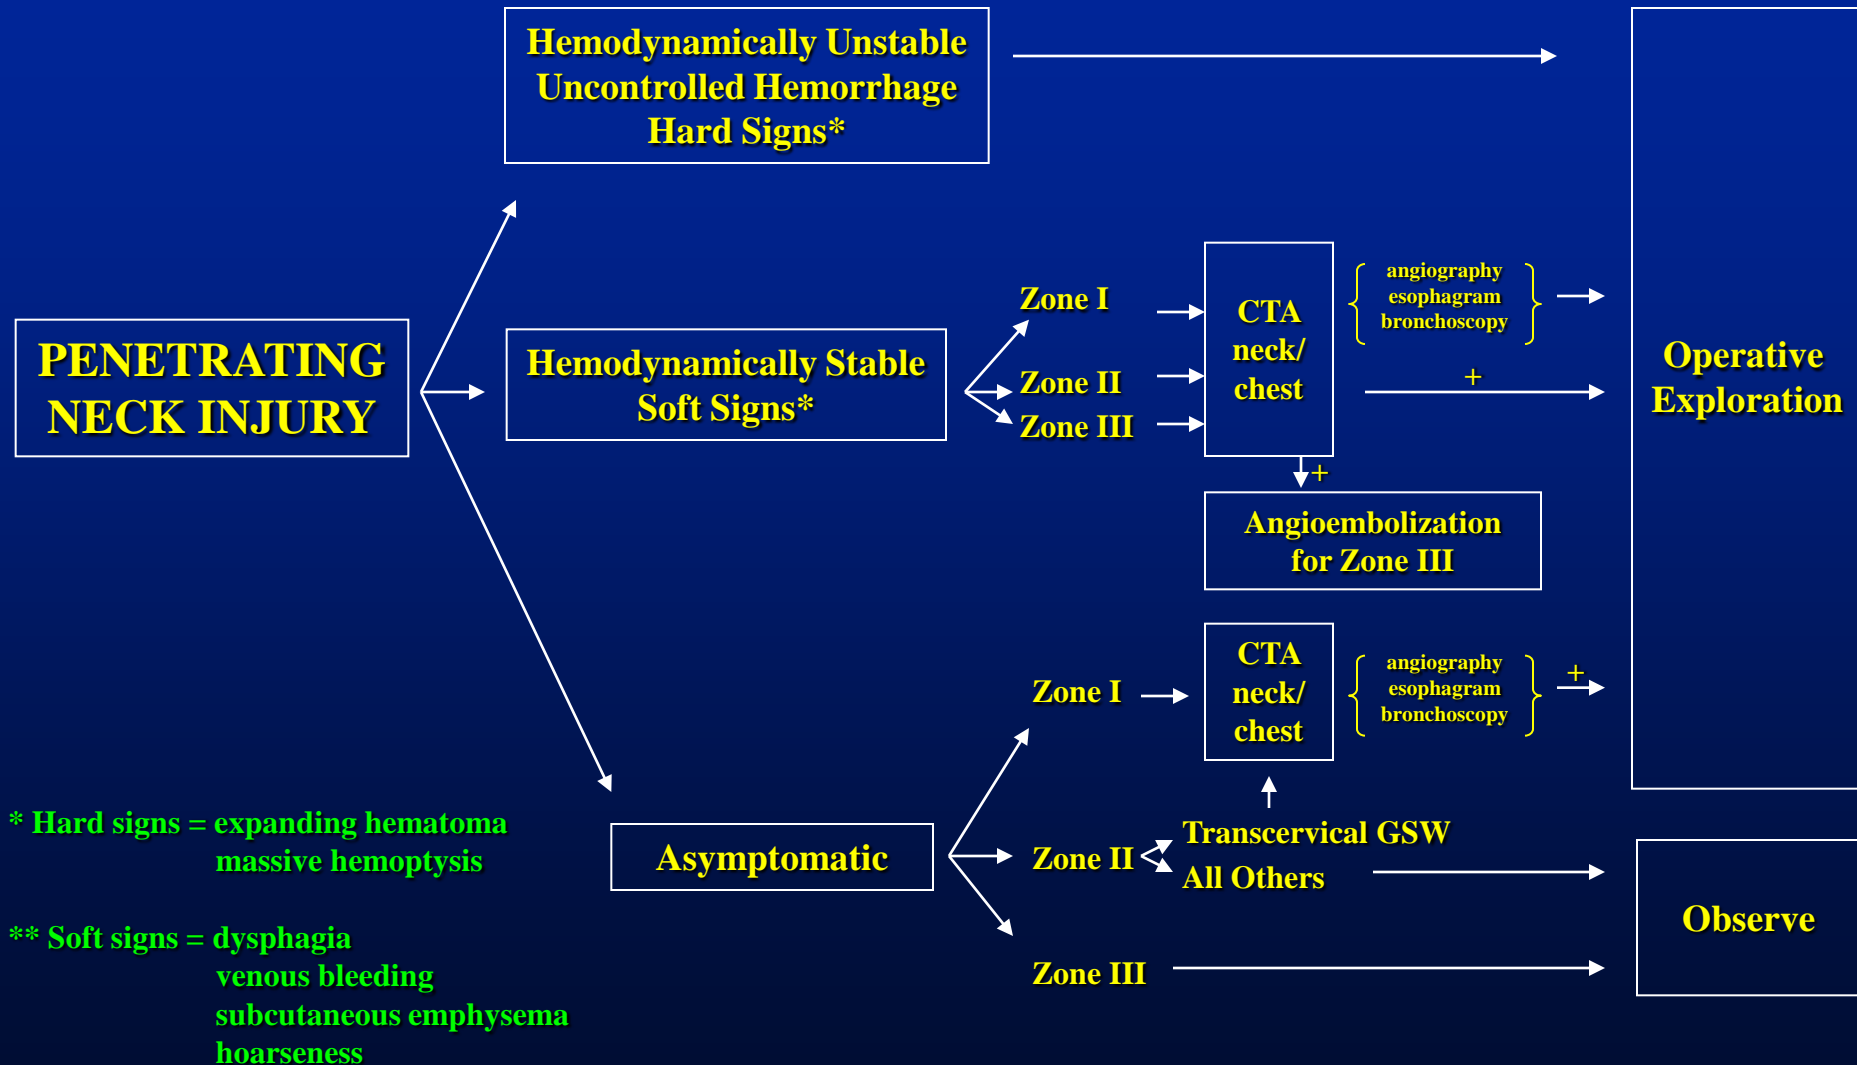 Hemodynamically Unstable
Uncontrolled Hemorrhage
Hard Signs*
PENETRATING
NECK INJURY
Hemodynamically Stable
Soft Signs*
Zone I
Zone II
Zone III
CTA
neck/
chest
angiography
esophagram
bronchoscopy
+
+
Angioembolization
for Zone III
Operative
Exploration
Asymptomatic
Zone I
CTA
neck/
chest
angiography
esophagram
bronchoscopy
+
Zone II
Transcervical GSW
All Others
Zone III
Observe
* Hard signs = expanding hematoma
massive hemoptysis
** Soft signs = dysphagia
venous bleeding
subcutaneous emphysema
hoarseness